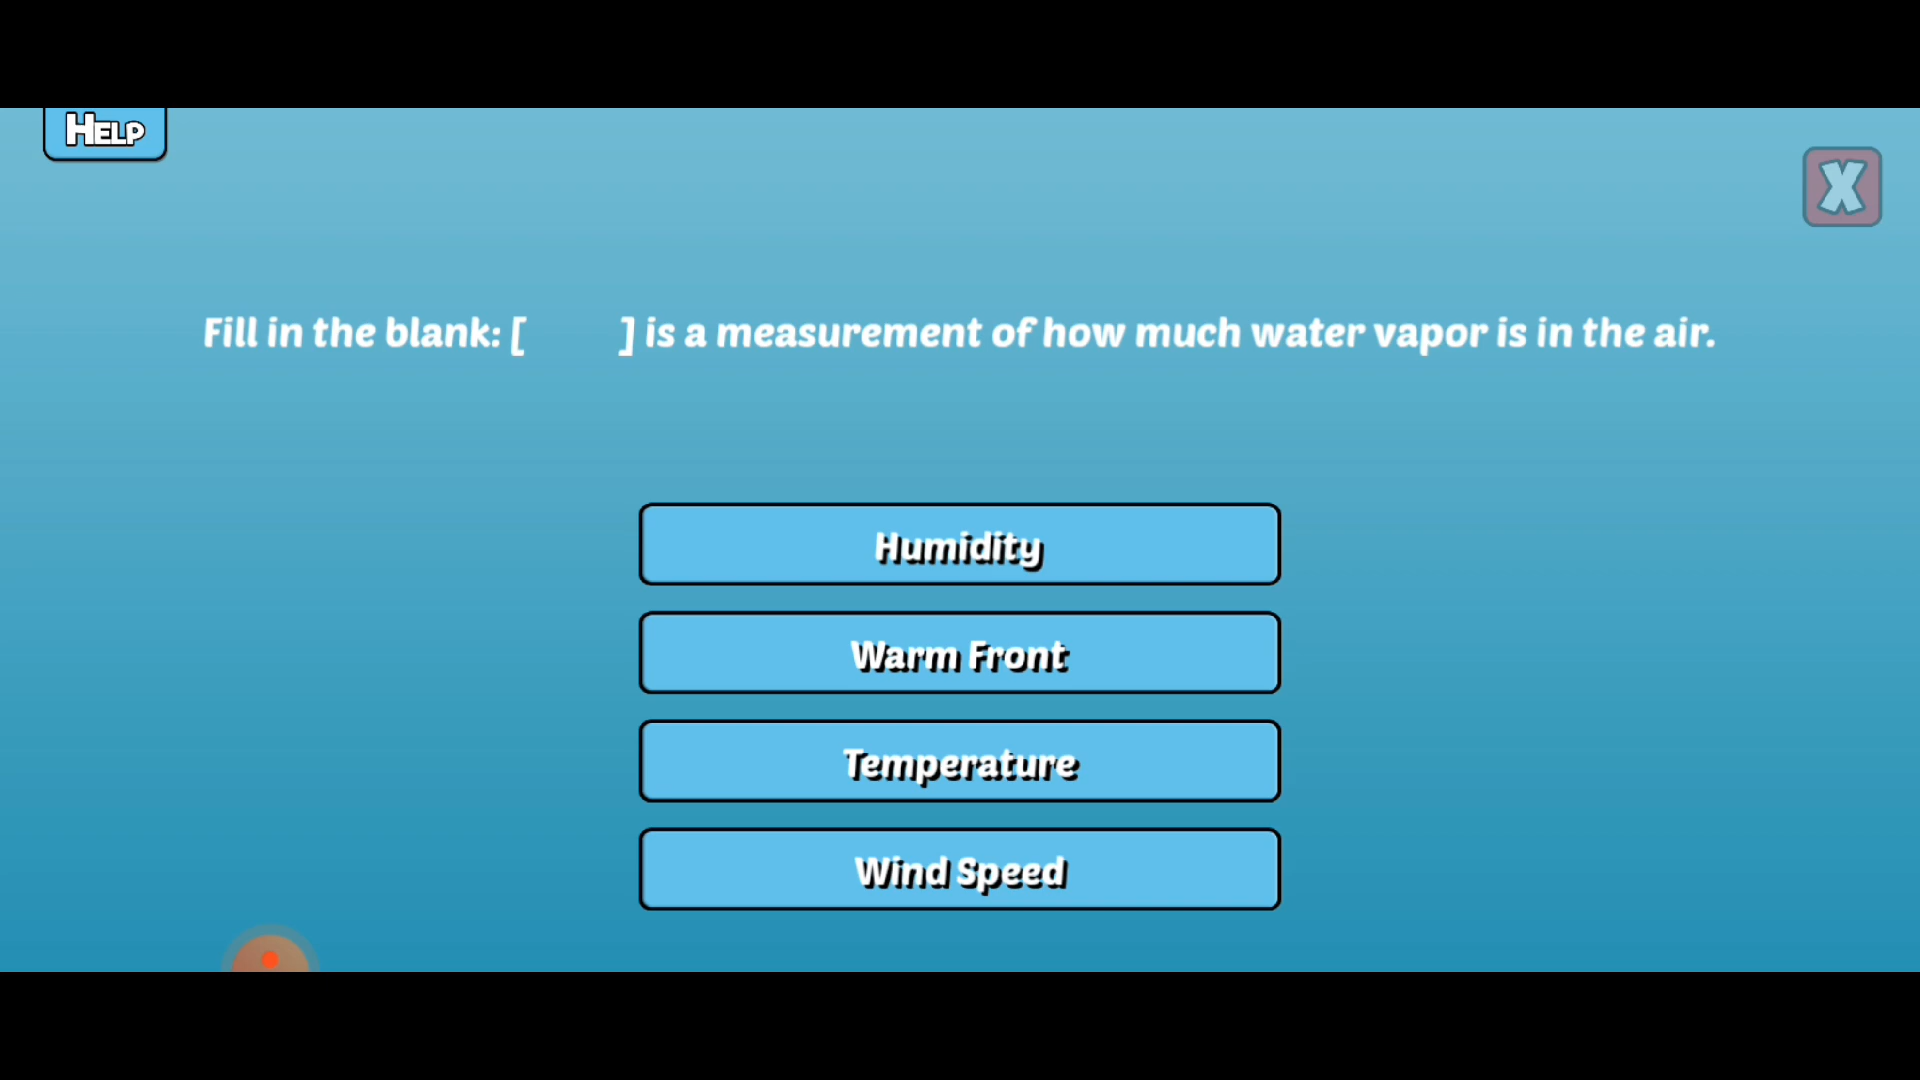 HELP
X
Fill in the blank: [ ] is a measurement of how much water vapor is in the air.
Humidity
Warm Front
Temperature
Wind Speed